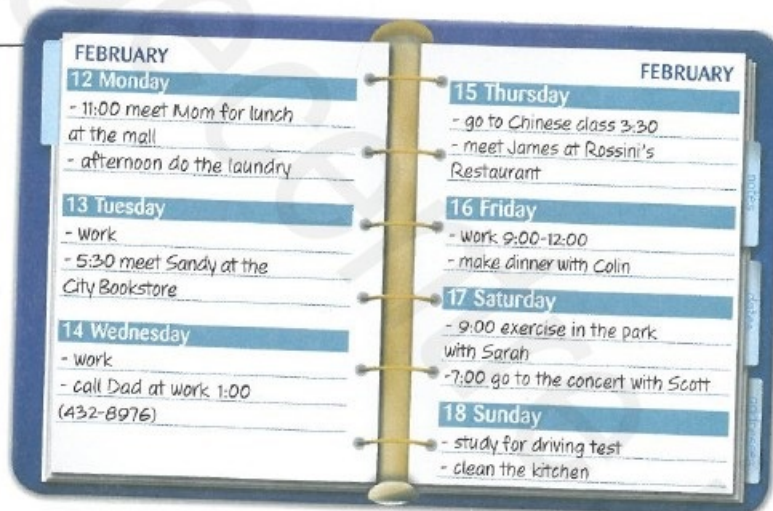 FEBRUARY
12 Monday
- 11:00 meet Mom for lunch
at the mall
- afternoon do the laundry
13 Tuesday
- work
- 5:30 meet Sandy at the
City Bookstore
14 Wednesday
- work
- call Dad at work 1:00
(432-8976)
FEBRUARY
15 Thursday
- go to Chinese class 3:30
- meet James at Rossini's
Restaurant
16 Friday
- work 9:00-12:00
- make dinner with Colin
17 Saturday
- 9:00 exercise in the park
with Sarah
-7:00 go to the concert with Scott
18 Sunday
- study for driving test
- clean the kitchen